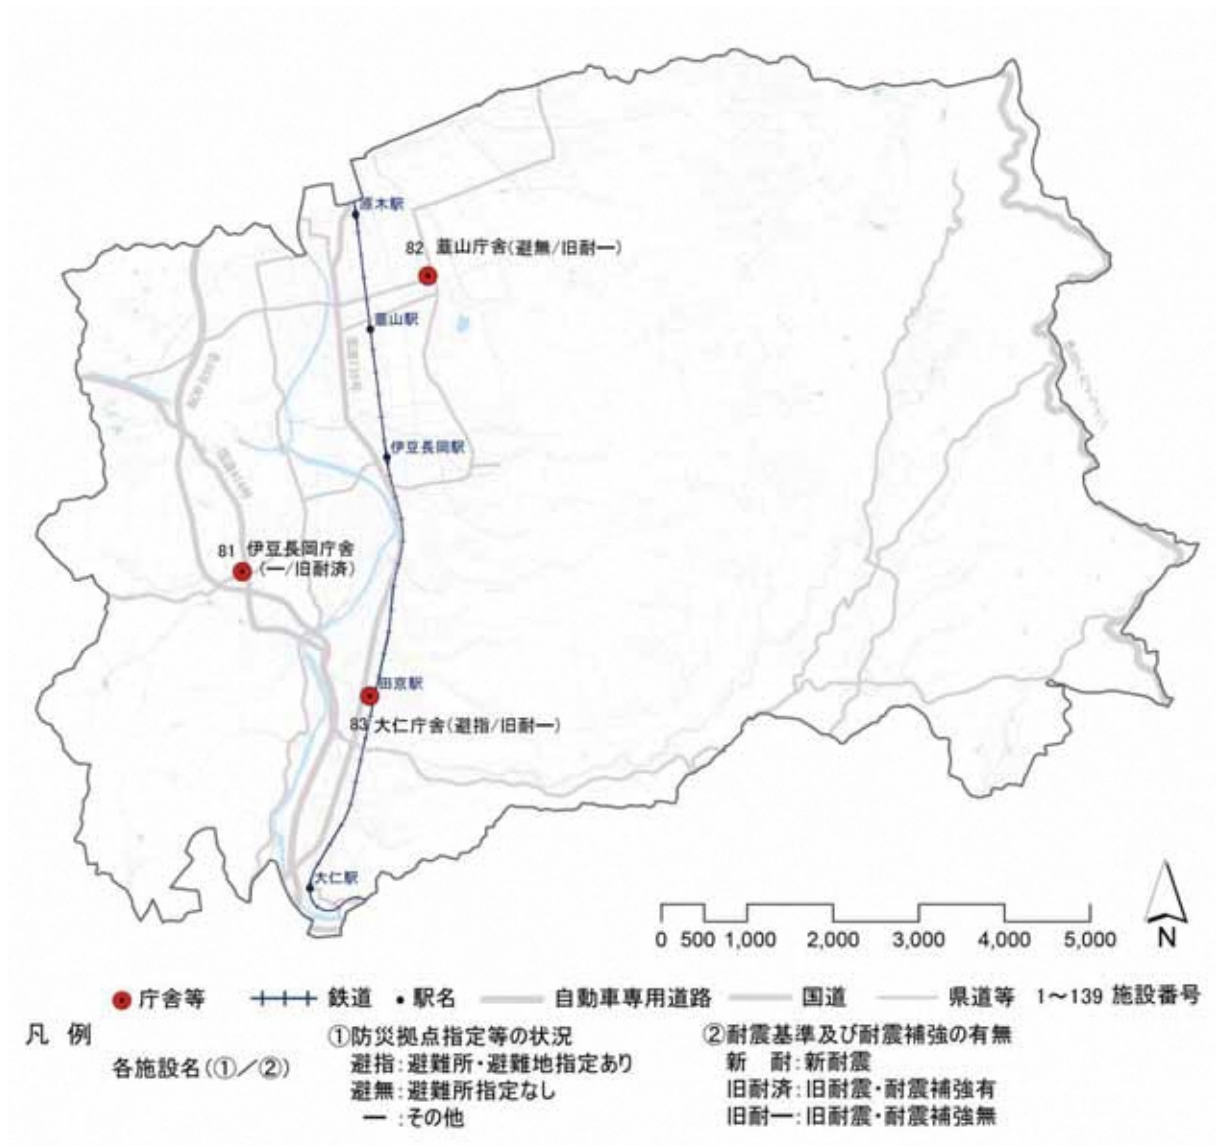 原木駅
82 韮山庁舎(避無/旧耐ー)
韮山駅
伊豆長岡駅
81 伊豆長岡庁舎
(ー/旧耐済)
田京駅
83 大仁庁舎(避指/旧耐ー)
大仁駅
0 500 1,000 2,000 3,000 4,000 5,000
N
庁舎等 鉄道 ・駅名 自動車専用道路 国道 県道等 1~139 施設番号
凡 例
各施設名(①/②)
①防災拠点指定等の状況
避指:避難所・避難地指定あり
避無:避難所指定なし
ー:その他
②耐震基準及び耐震補強の有無
新 耐:新耐震
旧耐済:旧耐震・耐震補強有
旧耐ー:旧耐震・耐震補強無